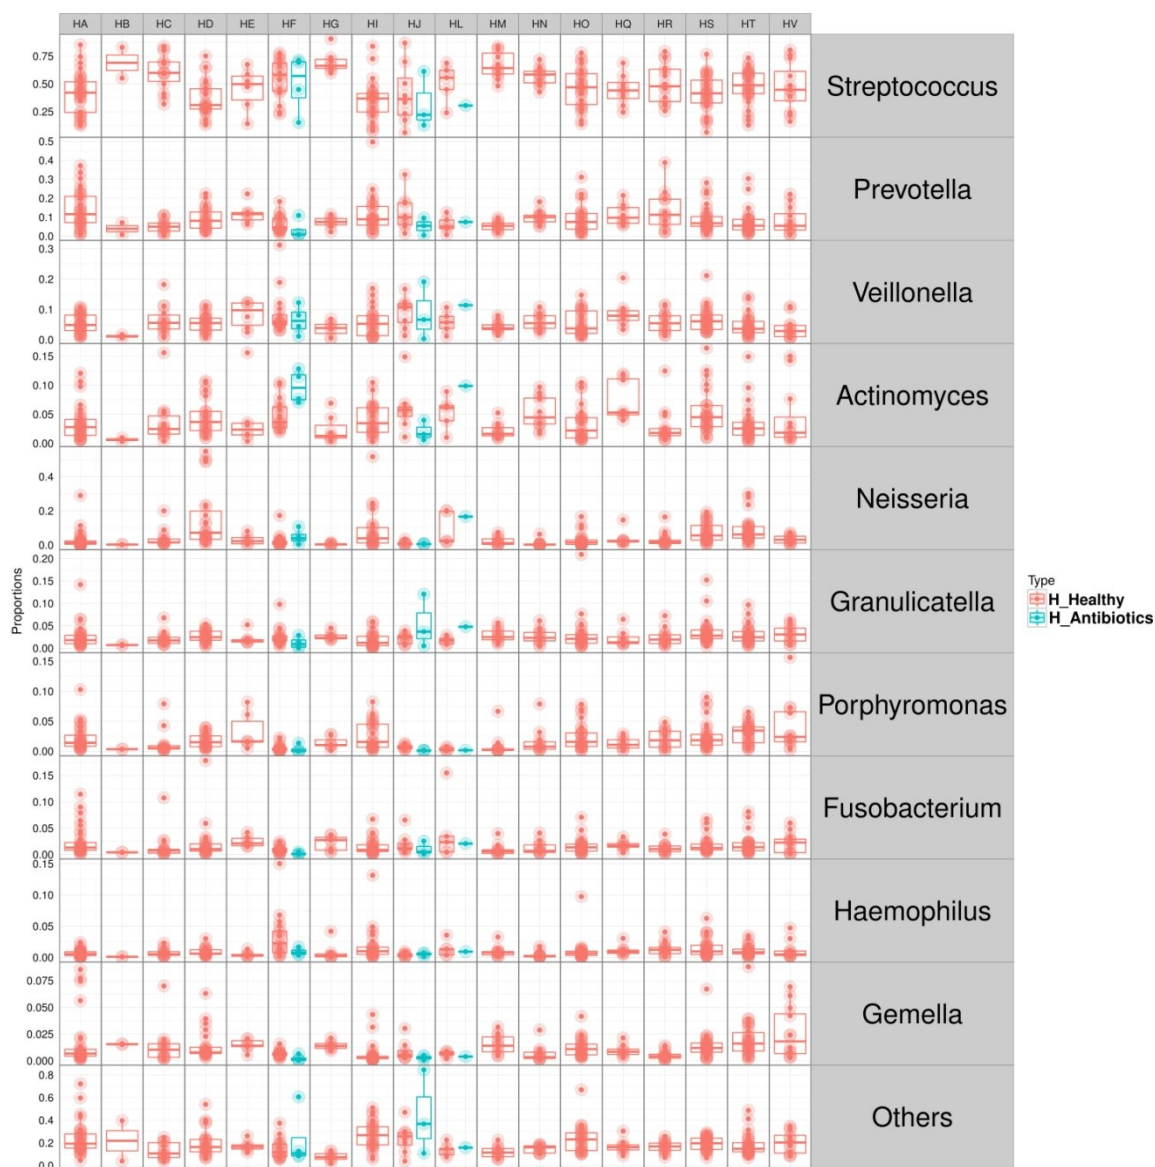 HA HB HC HD HE HF HG HI HJ HL HM HN HO HQ HR HS HT HV
0.75
0.50
0.25
Streptococcus
0.5
0.4
0.3
0.2
0.1
0.0
Prevotella
0.3
0.2
0.1
0.0
Veillonella
0.15
0.10
0.05
0.00
Actinomyces
0.4
0.2
0.0
Neisseria
0.20
0.15
0.10
0.05
0.00
Granulicatella
Proportions
Type
H_Healthy
H_Antibiotics
0.15
0.10
0.05
0.00
Porphyromonas
0.15
0.10
0.05
0.00
Fusobacterium
0.15
0.10
0.05
0.00
Haemophilus
0.075
0.050
0.025
0.000
Gemella
0.8
0.6
0.4
0.2
0.0
Others